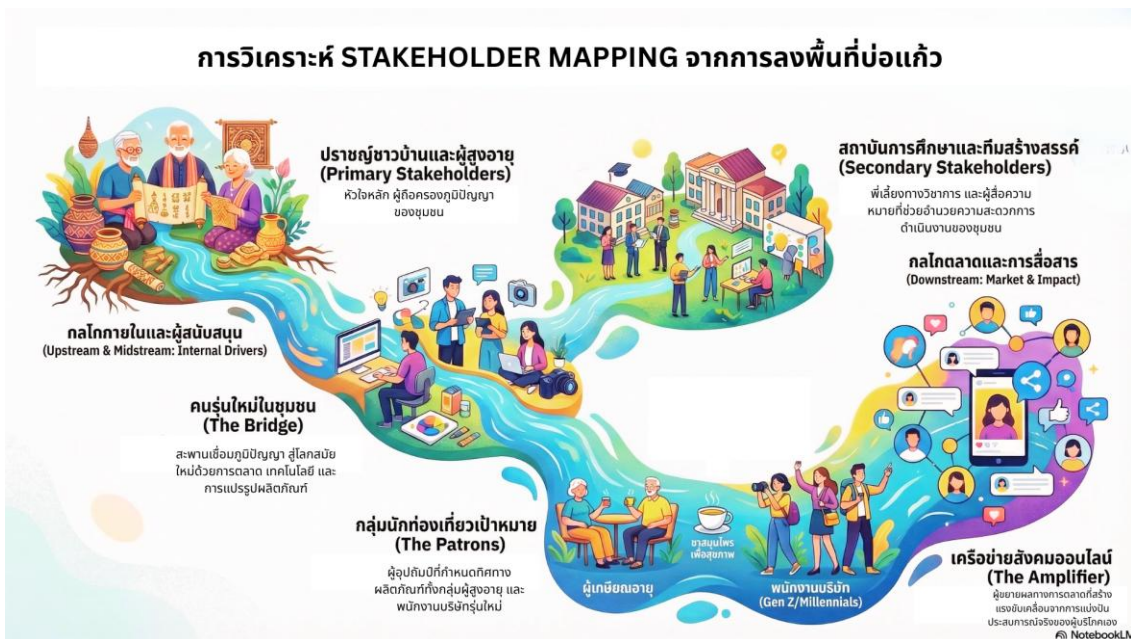 การวิเคราะห์ STAKEHOLDER MAPPING จากการลงพื้นที่บ่อแก้ว
ปราชญ์ชาวบ้านและผู้สูงอายุ
(Primary Stakeholders)
หัวใจหลัก ผู้ถือครองภูมิปัญญา
ของชุมชน
สถาบันการศึกษาและทีมสร้างสรรค์
(Secondary Stakeholders)
พี่เลี้ยงทางวิชาการ และผู้สื่อความ
หมายที่ช่วยอำนวยความสะดวกการ
ดำเนินงานของชุมชน
กลไกตลาดและการสื่อสาร
(Downstream: Market & Impact)
กลไกภายในและผู้สนับสนุน
(Upstream & Midstream: Internal Drivers)
คนรุ่นใหม่ในชุมชน
(The Bridge)
สะพานเชื่อมภูมิปัญญา สู่โลกสมัย
ใหม่ด้วยการตลาด เทคโนโลยี และ
การแปรรูปผลิตภัณฑ์
กลุ่มนักท่องเที่ยวเป้าหมาย
(The Patrons)
ผู้อุปถัมป์ที่กำหนดทิศทาง
ผลิตภัณฑ์ทั้งกลุ่มผู้สูงอายุ และ
พนักงานบริษัทรุ่นใหม่
ผู้เกษียณอายุ
ชาสมุนไพร
เพื่อสุขภาพ
พนักงานบริษัท
(Gen Z/Millennials)
เครือข่ายสังคมออนไลน์
(The Amplifier)
ผู้ขยายผลทางการตลาดที่สร้าง
แรงขับเคลื่อนจากการแบ่งปัน
ประสบการณ์จริงของผู้บริโภคเอง
NotebookLM